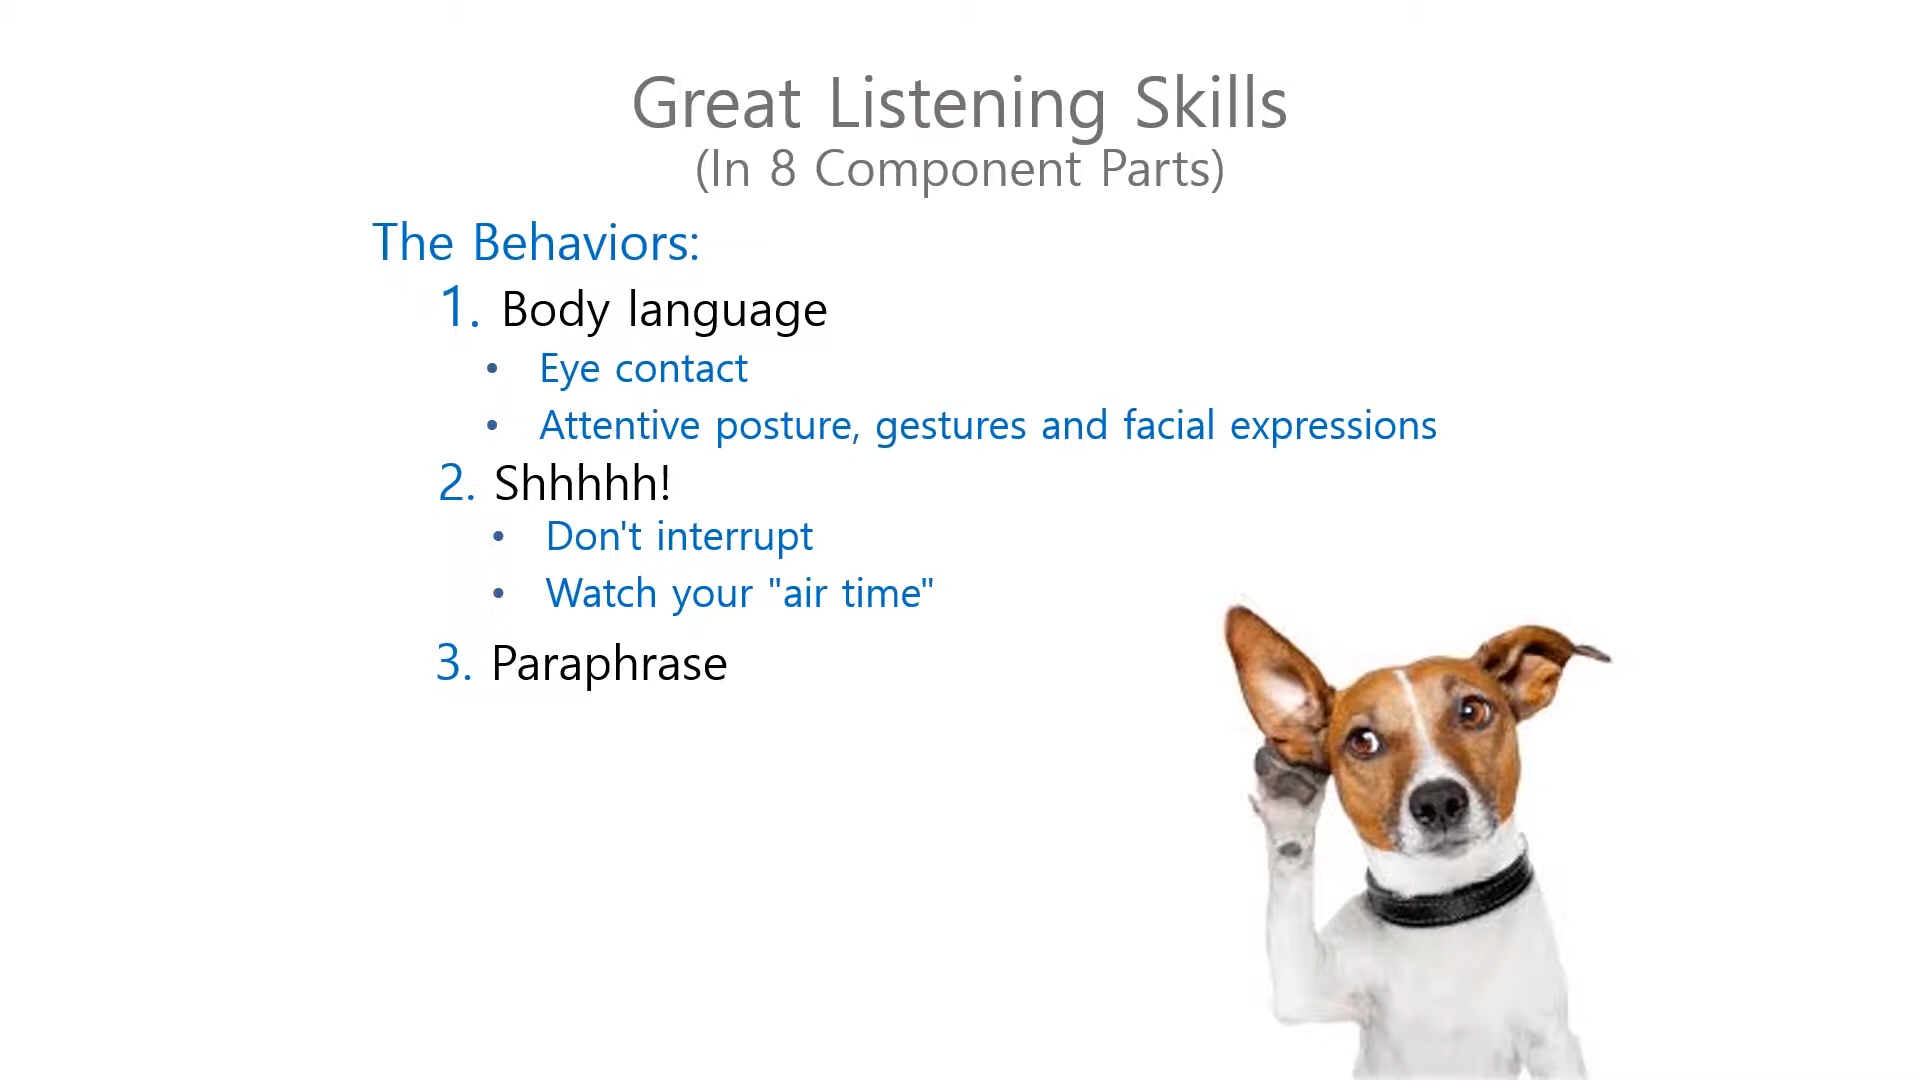 Great Listening Skills
(In 8 Component Parts)
The Behaviors:
1. Body language
• Eye contact
• Attentive posture, gestures and facial expressions
2. Shhhhh!
• Don't interrupt
• Watch your "air time"
3. Paraphrase